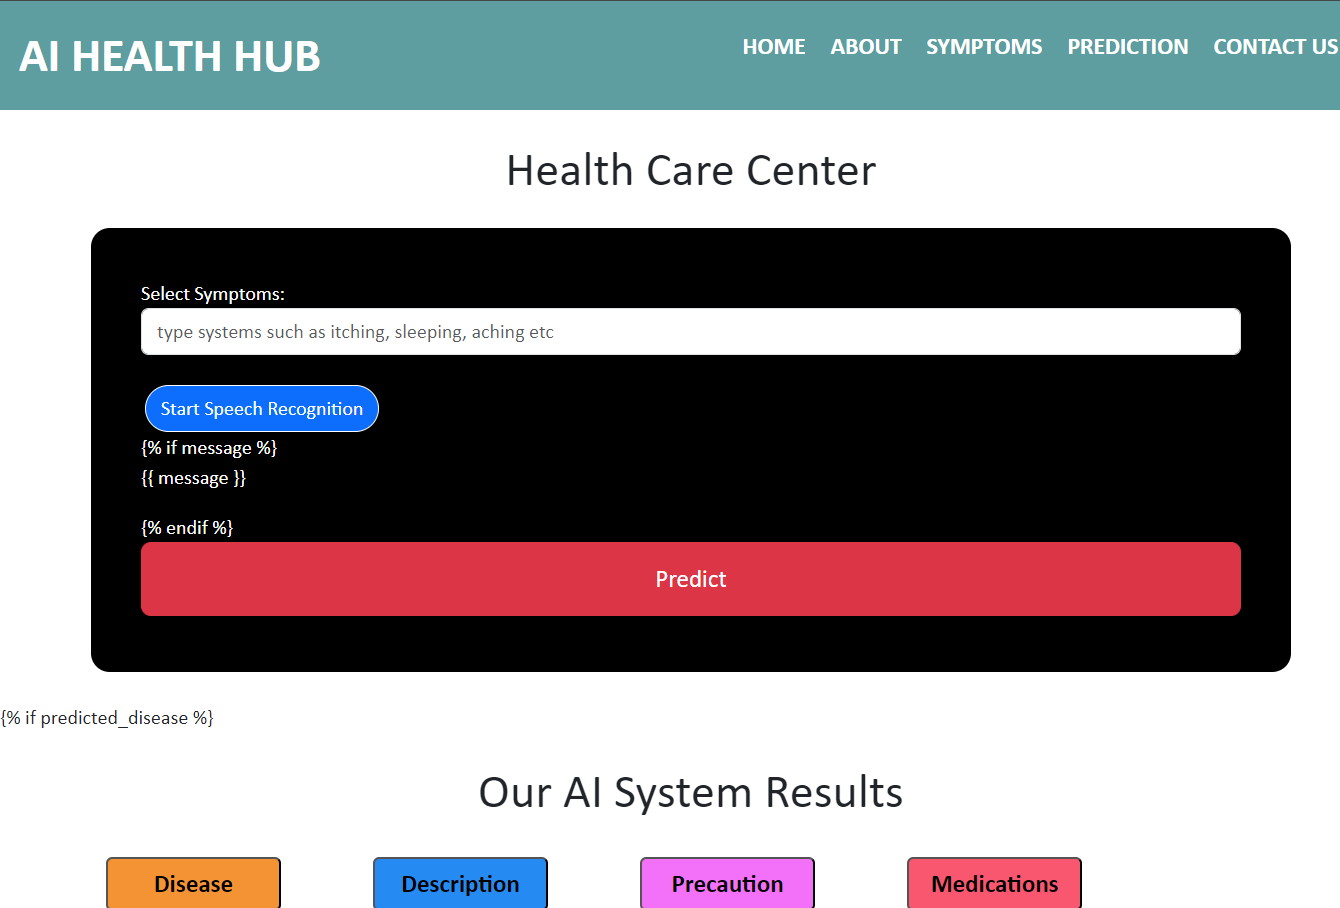 AI HEALTH HUB
HOME ABOUT SYMPTOMS PREDICTION CONTACT US
Health Care Center
Select Symptoms:
type systems such as itching, sleeping, aching etc
Start Speech Recognition
{% if message %}
{{ message }}
{% endif %}
Predict
{% if predicted_disease %}
Our AI System Results
Disease Description Precaution Medications